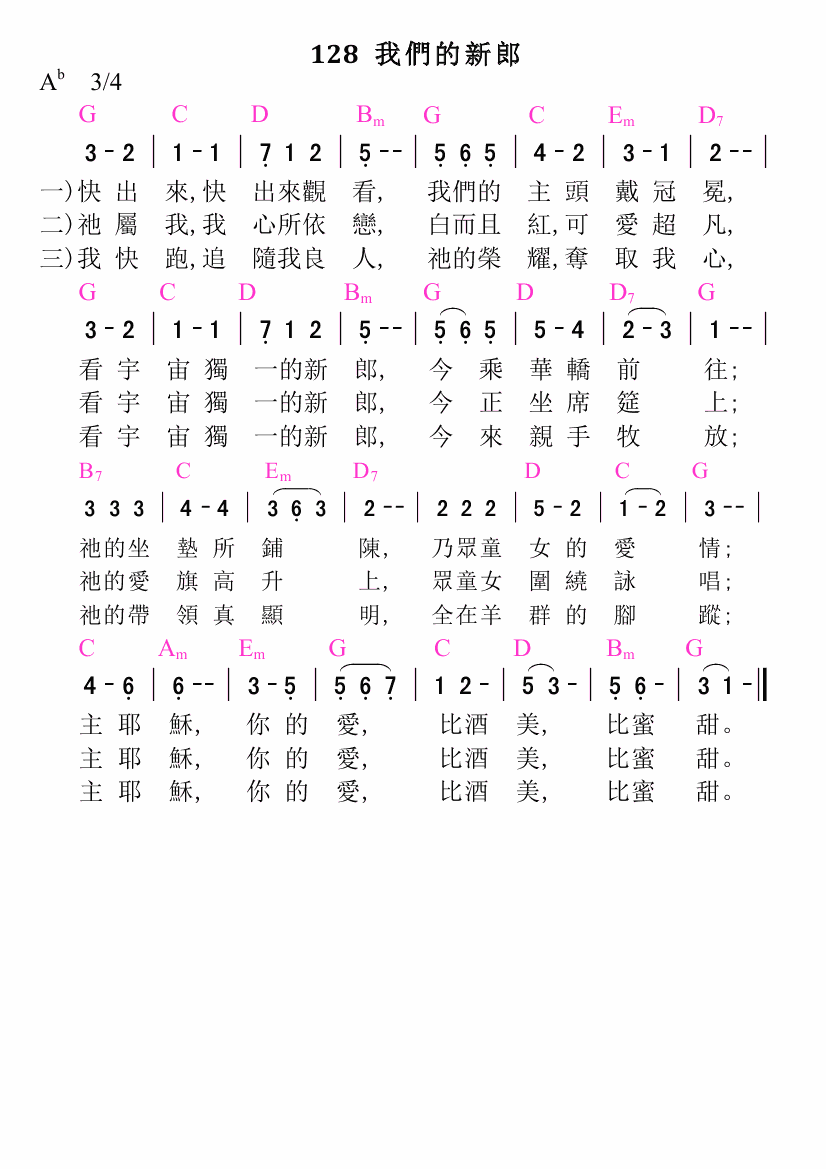 128 我們的新郎
A♭ 3/4
G C D Bm G C Em D7
3 - 2 | 1 - 1 | 7̣ 1 2 | 5̣ - - | 5̣ 6̣ 5̣ | 4 - 2 | 3 - 1 | 2 - - |
一)快出 來,快 出來觀 看, 我們的 主 頭 戴 冠 冕,
二)祂屬 我,我 心所依 戀, 白而且 紅,可 愛 超 凡,
三)我快 跑,追 隨我良 人, 祂的榮 耀,奪 取 我 心,
G C D Bm G D D7 G
3 - 2 | 1 - 1 | 7̣ 1 2 | 5̣ - - | 5̣ 6̣ 5̣ | 5 - 4 | 2 - 3 | 1 - - |
看 宇 宙 獨 一的新 郎, 今 乘 華 轎 前 往;
看 宇 宙 獨 一的新 郎, 今 正 坐 席 筵 上;
看 宇 宙 獨 一的新 郎, 今 來 親 手 牧 放;
B7 C Em D7 D C G
3 3 3 | 4 - 4 | 3 6̣ 3 | 2 - - | 2 2 2 | 5 - 2 | 1 - 2 | 3 - - |
祂的坐 墊 所 鋪 陳, 乃眾童 女 的 愛 情;
祂的愛 旗 高 升 上, 眾童女 圍 繞 詠 唱;
祂的帶 領 真 顯 明, 全在羊 群 的 腳 蹤;
C Am Em G C D Bm G
4 - 6̣ | 6̣ - - | 3 - 5̣ | 5̣ 6̣ 7̣ | 1 2 - | 5̣ 3 - | 5̣ 6̣ - | 3 1 - ‖
主 耶 穌, 你 的 愛, 比酒 美, 比蜜 甜。
主 耶 穌, 你 的 愛, 比酒 美, 比蜜 甜。
主 耶 穌, 你 的 愛, 比酒 美, 比蜜 甜。